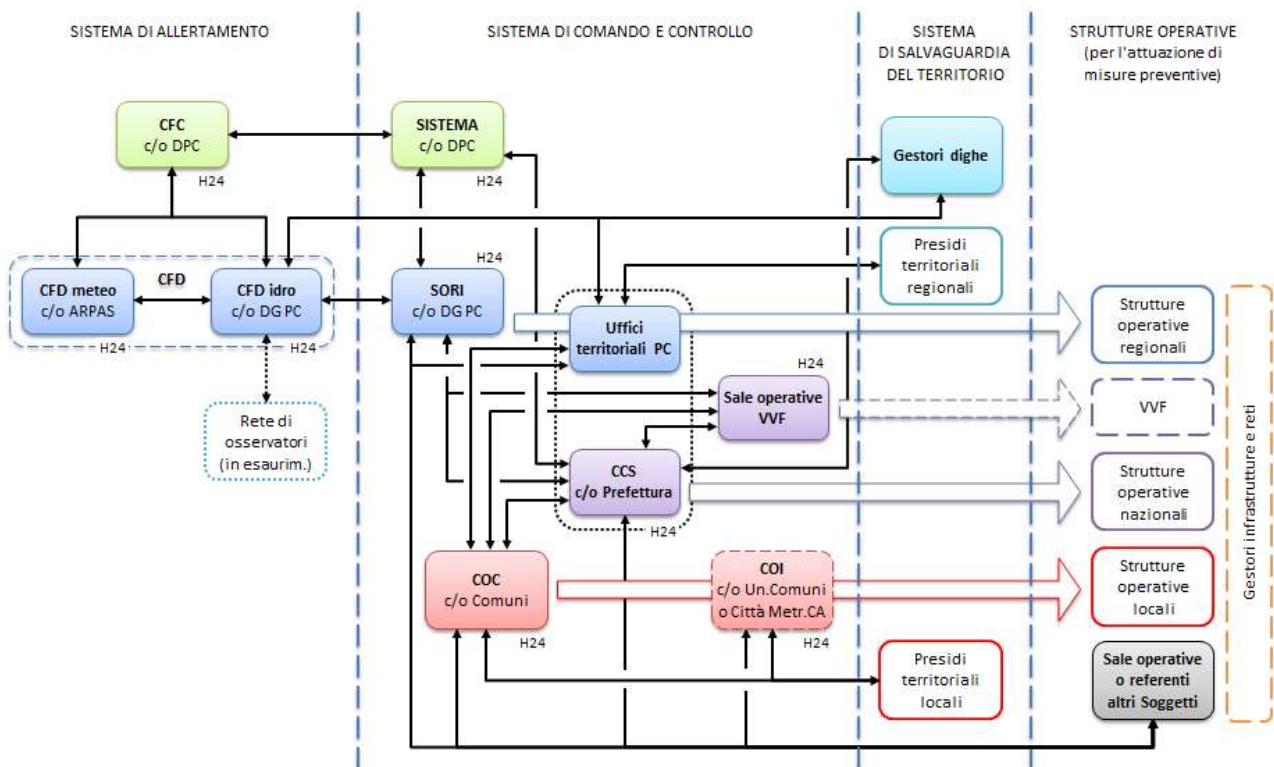 SISTEMA DI ALLERTAMENTO
SISTEMA DI COMANDO E CONTROLLO
SISTEMA
DI SALVAGUARDIA
DEL TERRITORIO
STRUTTURE OPERATIVE
(per l'attuazione di
misure preventive)
CFC
c/o DPC
H24
SISTEMA
c/o DPC
H24
Gestori dighe
Presidi
territoriali
regionali
CFD
CFD meteo
c/o ARPAS
H24
CFD idro
c/o DG PC
H24
H24
SORI
c/o DG PC
Uffici
territoriali PC
Strutture
operative
regionali
Rete di
osservatori
(in esaurim.)
H24
Sale operative
VVF
VVF
CCS
c/o Prefettura
H24
Strutture
operative
nazionali
COC
c/o Comuni
H24
COI
c/o Un.Comuni
o Città Metr.CA
H24
Strutture
operative
locali
Presidi
territoriali
locali
Sale operative
o referenti
altri Soggetti
Gestori infrastrutture e reti